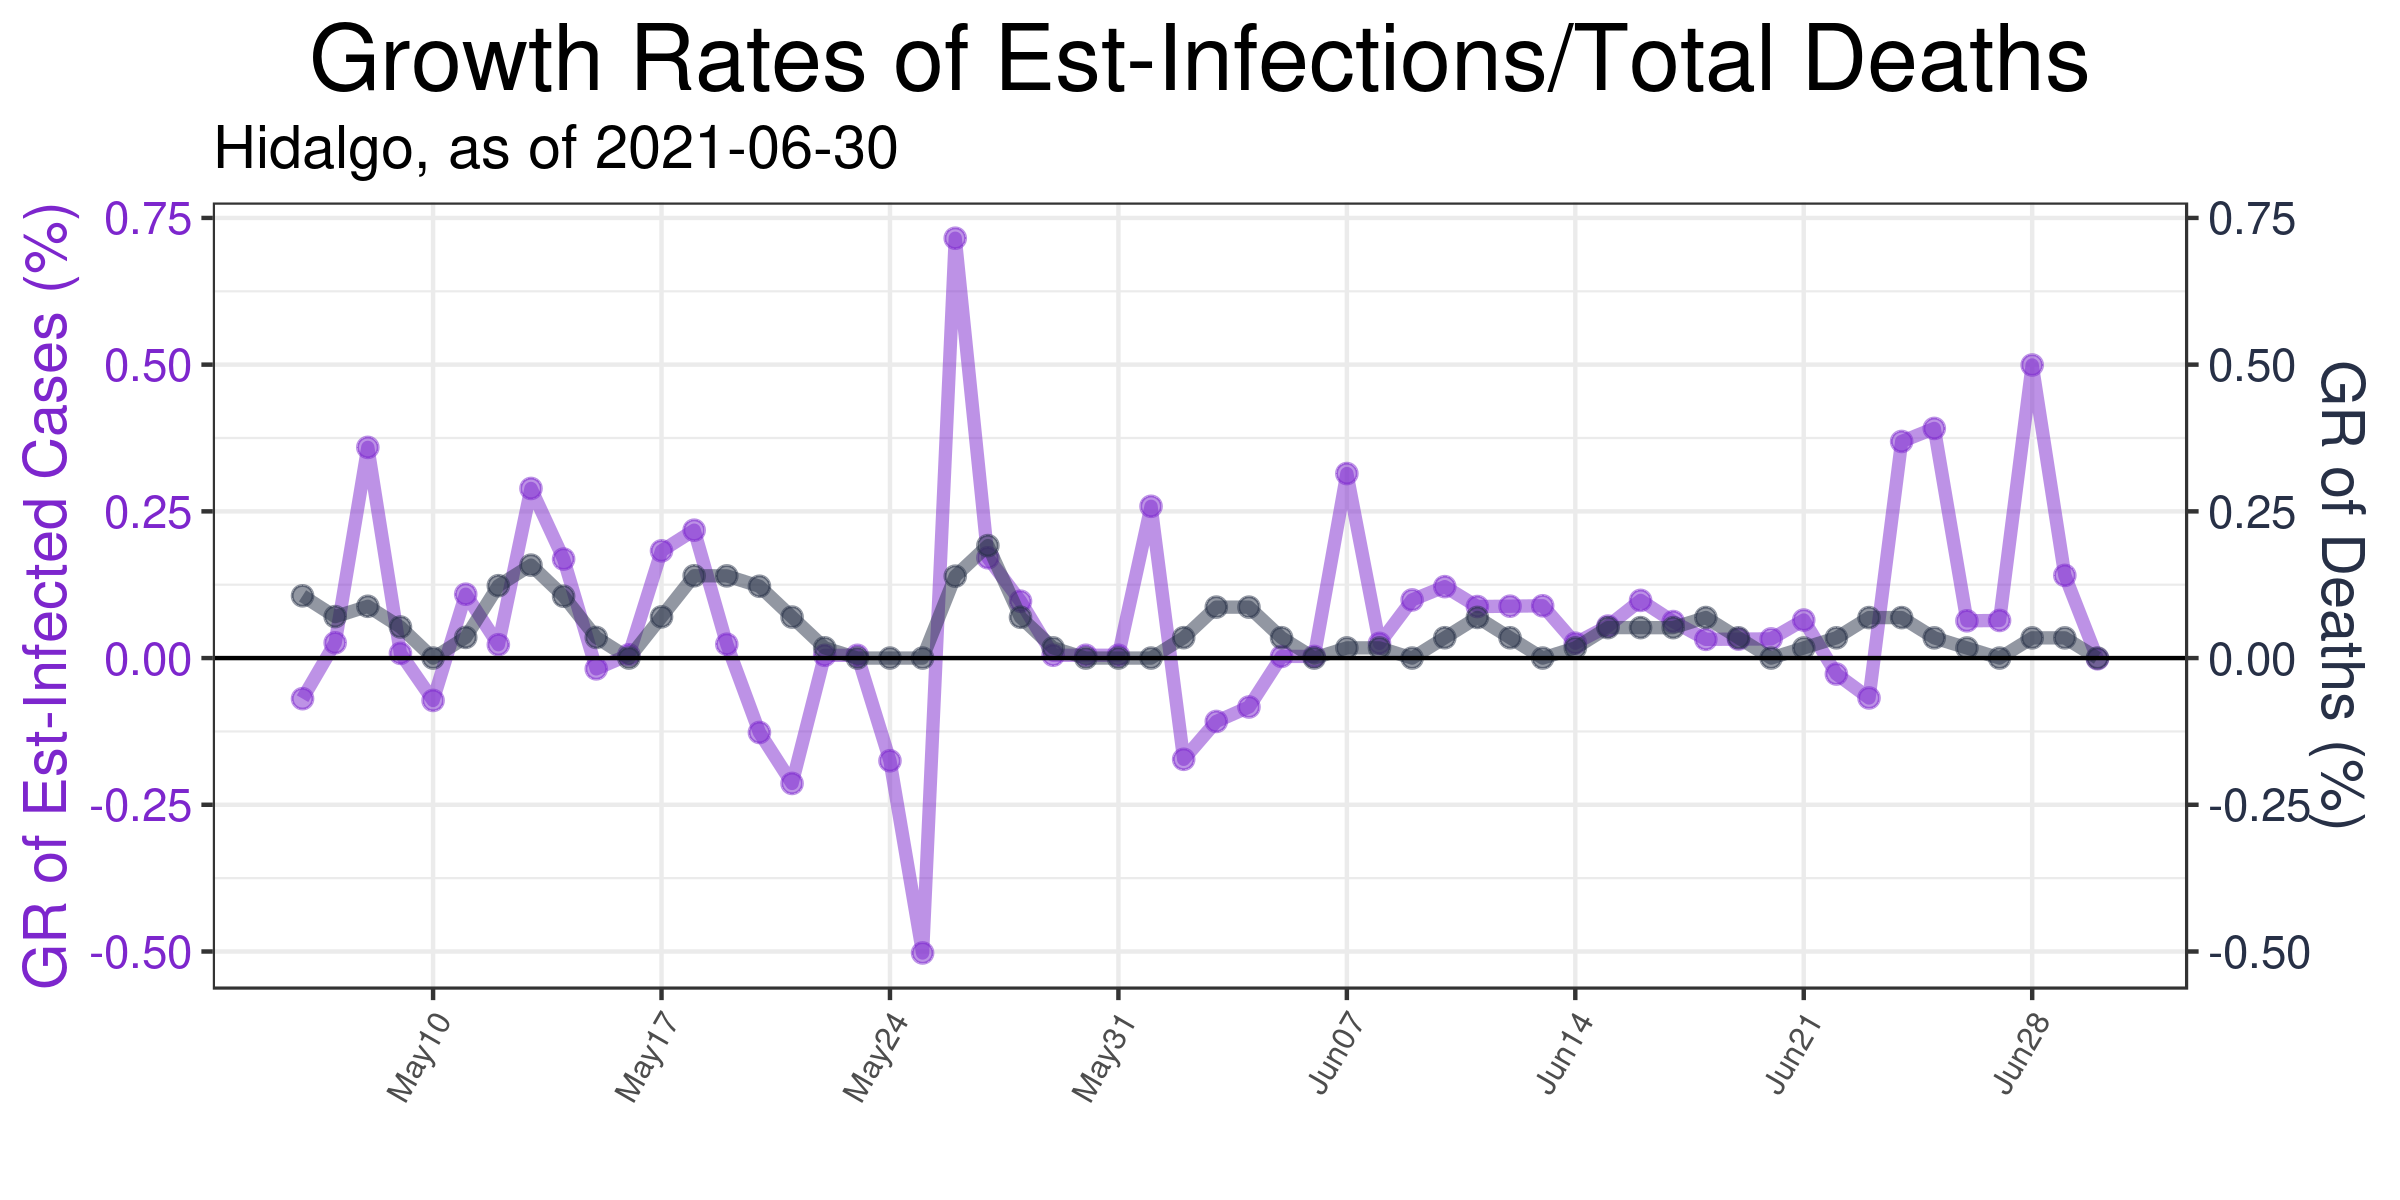 Growth Rates of Est-Infections/Total Deaths
Hidalgo, as of 2021-06-30
GR of Est-Infected Cases (%)
0.75
0.50
0.25
0.00
-0.25
-0.50
0.75
0.50
0.25
0.00
-0.25
-0.50
GR of Deaths (%)
May10
May17
May24
May31
Jun07
Jun14
Jun21
Jun28